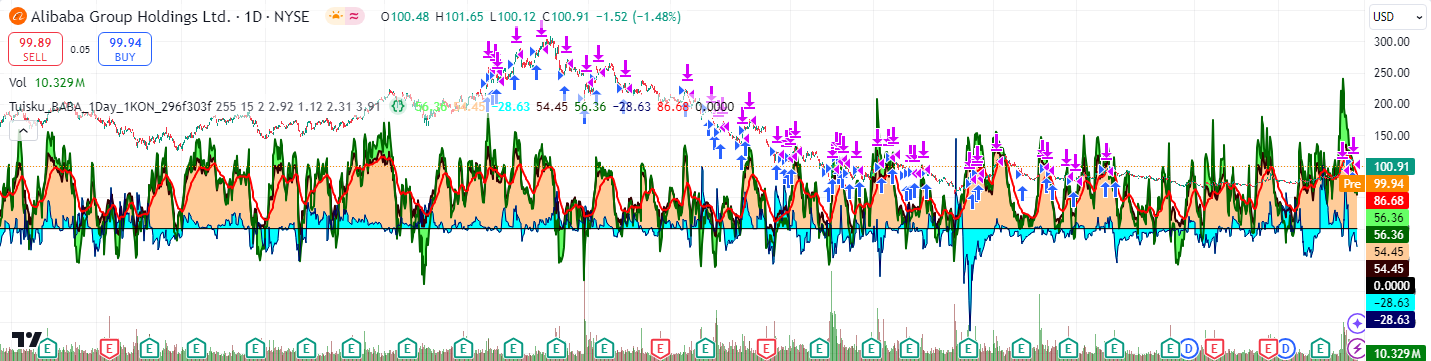 Alibaba Group Holdings Ltd. · 1D · NYSE O100.48 H101.65 L100.12 C100.91 −1.52 (−1.48%)
USD
99.89
SELL
0.05
99.94
BUY
Vol 10.329M
Tuisku_BABA_1Day_1KON_296f303f 255 15 2 2.92 1.12 2.31 3.91 56.36 54.45 −28.63 54.45 56.36 −28.63 86.68 0.0000
300.00
250.00
200.00
150.00
100.91
Pre 99.94
86.68
56.36
56.36
54.45
54.45
0.0000
−28.63
−28.63
10.329M
E E E E E E E E E E E E E E E E E E E E E E E D E E D E